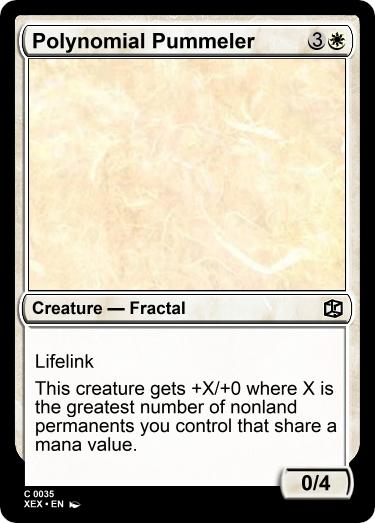 Polynomial Pummeler 3
Creature — Fractal
Lifelink
This creature gets +X/+0 where X is
the greatest number of nonland
permanents you control that share a
mana value.
0/4
C 0035
XEX • EN